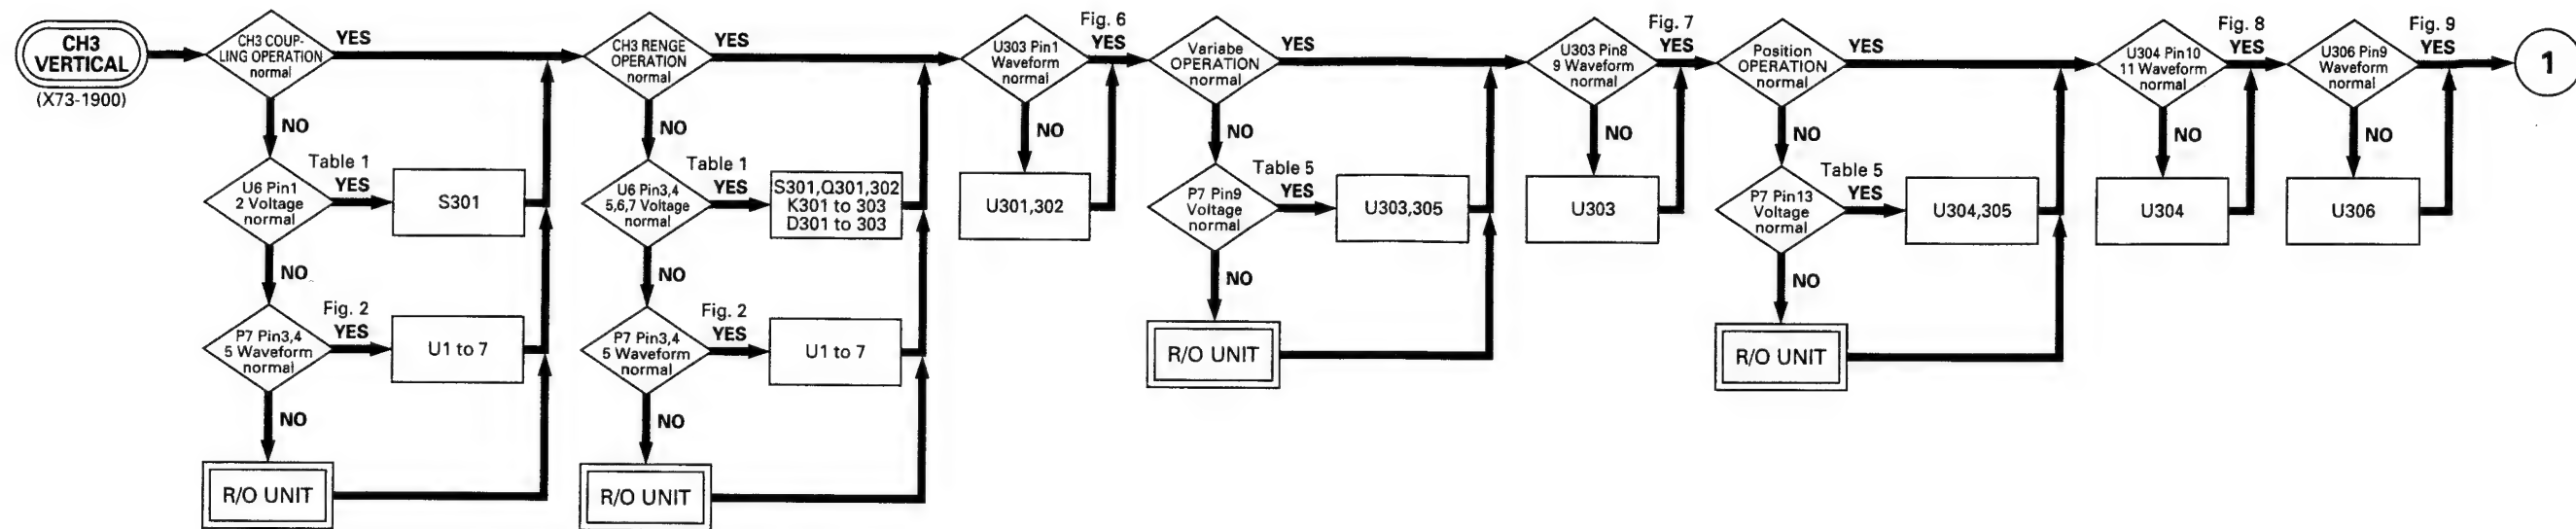 CH3
VERTICAL
(X73-1900)
CH3 COUP-
LING OPERATION
normal
YES
NO
U6 Pin1
2 Voltage
normal
Table 1
YES
S301
NO
P7 Pin3,4
5 Waveform
normal
Fig. 2
YES
U1 to 7
NO
R/O UNIT
CH3 RENGE
OPERATION
normal
YES
NO
U6 Pin3,4
5,6,7 Voltage
normal
Table 1
YES
S301,Q301,302
K301 to 303
D301 to 303
NO
P7 Pin3,4
5 Waveform
normal
Fig. 2
YES
U1 to 7
NO
R/O UNIT
U303 Pin1
Waveform
normal
Fig. 6
YES
NO
U301,302
Variabe
OPERATION
normal
YES
NO
P7 Pin9
Voltage
normal
Table 5
YES
U303,305
NO
R/O UNIT
U303 Pin8
9 Waveform
normal
Fig. 7
YES
NO
U303
Position
OPERATION
normal
YES
NO
P7 Pin13
Voltage
normal
Table 5
YES
U304,305
NO
R/O UNIT
U304 Pin10
11 Waveform
normal
Fig. 8
YES
NO
U304
U306 Pin9
Waveform
normal
Fig. 9
YES
NO
U306
1